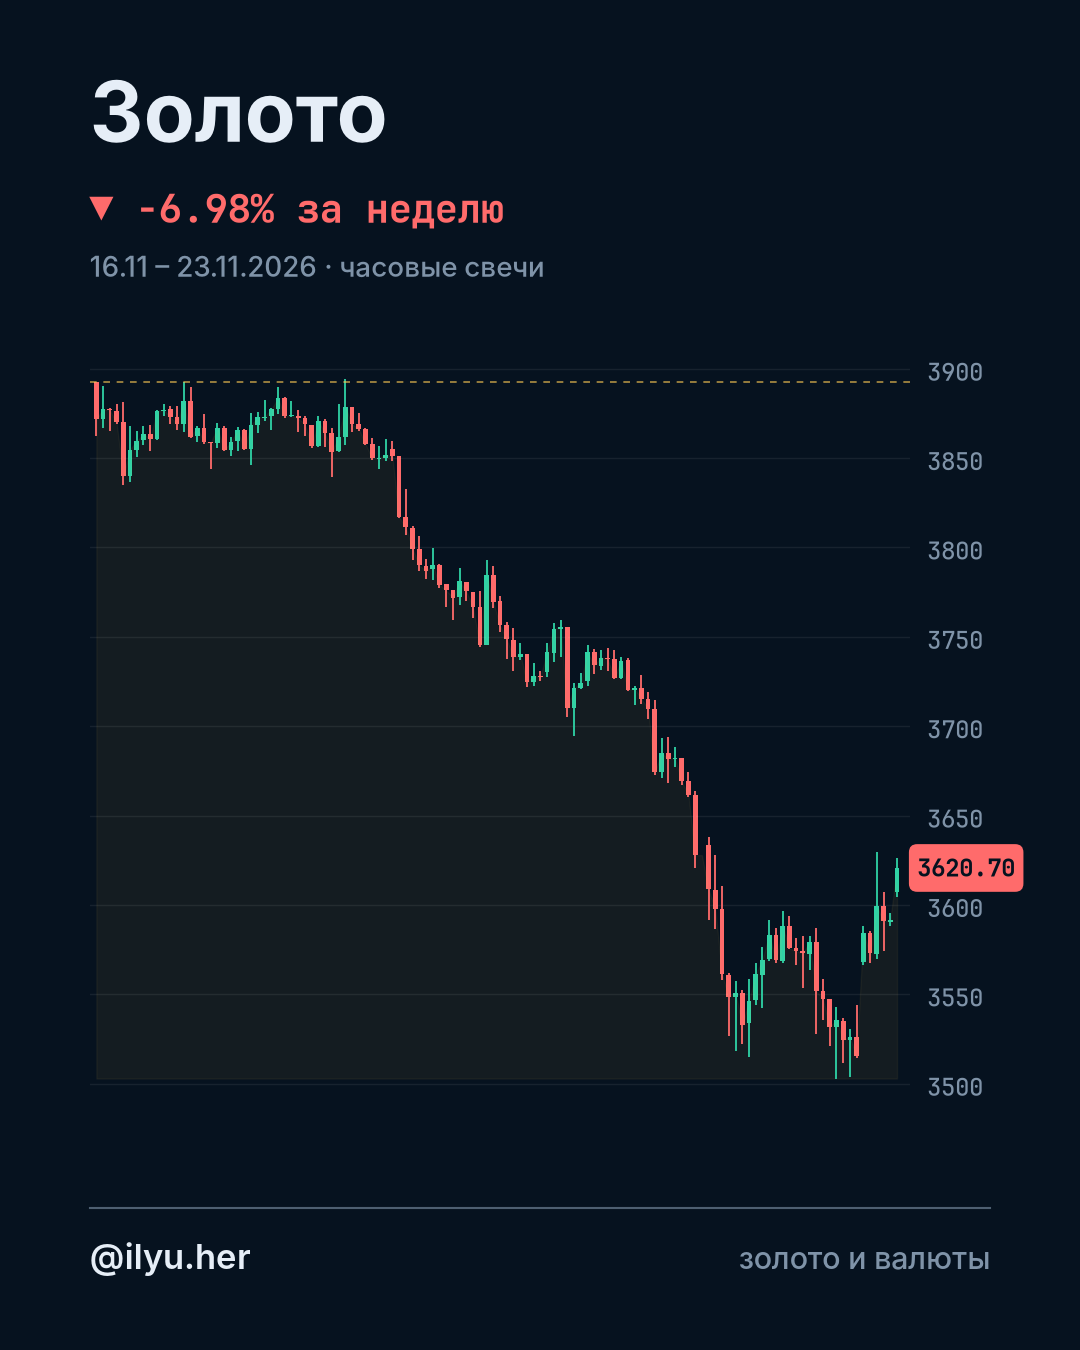 Золото
▼ -6.98% за неделю
16.11 – 23.11.2026 · часовые свечи
3900
3850
3800
3750
3700
3650
3620.70
3600
3550
3500
@ilyu.her
золото и валюты